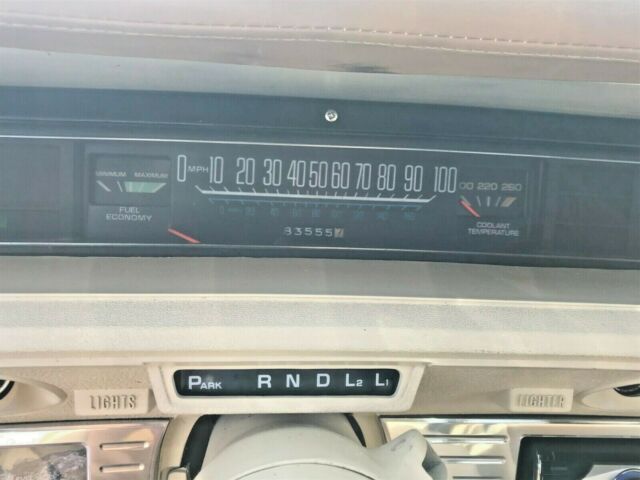 MINIMUM MAXIMUM
FUEL
ECONOMY
0 MPH 10 20 30 40 50 60 70 80 90 100
83555
00 220 260
COOLANT
TEMPERATURE
PARK R N D L2 L1
LIGHTS
LIGHTER